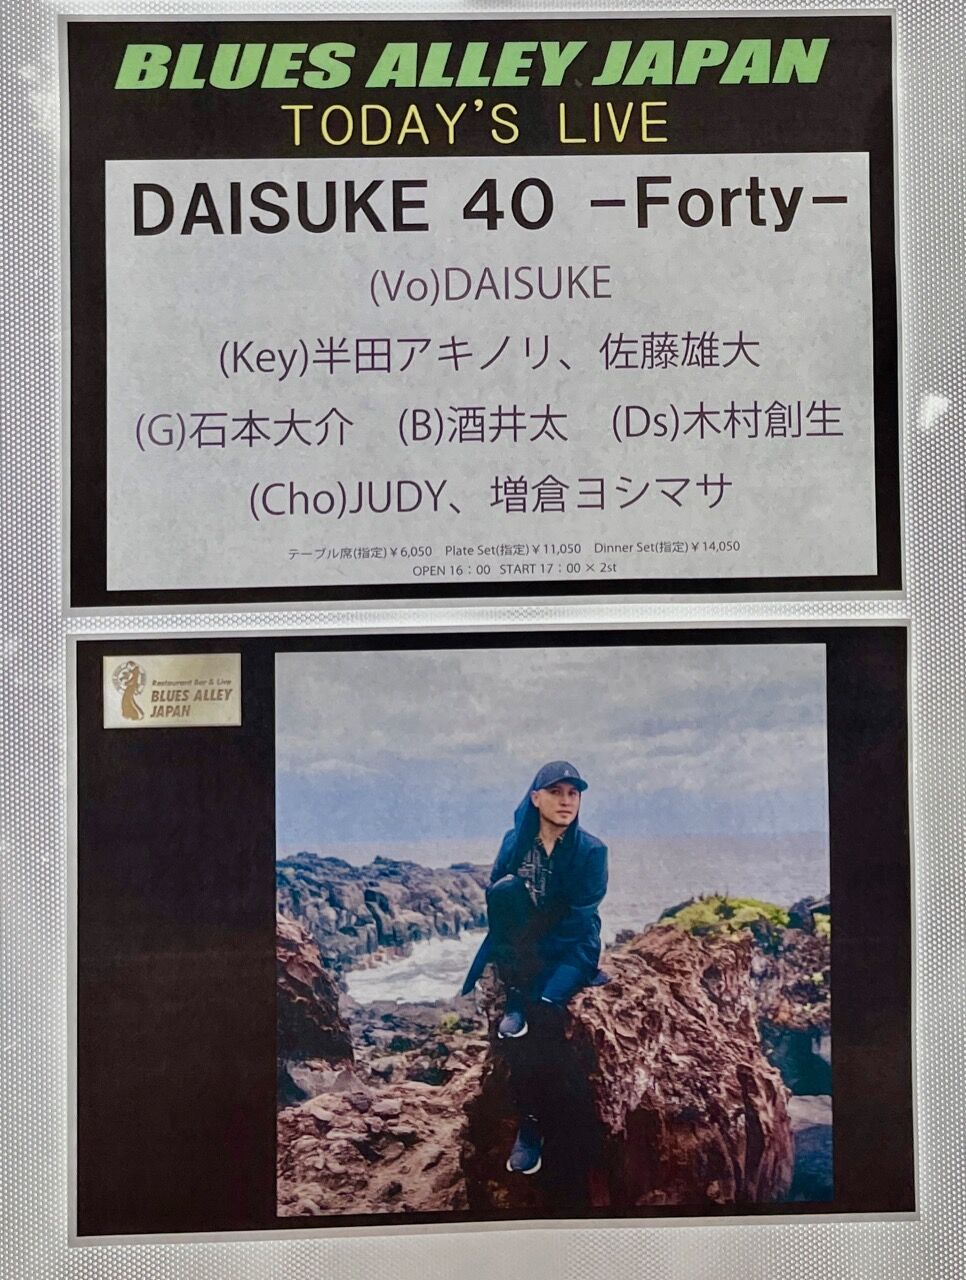 BLUES ALLEY JAPAN
TODAY'S LIVE
DAISUKE 40 −Forty−
(Vo)DAISUKE
(Key)半田アキノリ、佐藤雄大
(G)石本大介　(B)酒井太　(Ds)木村創生
(Cho)JUDY、増倉ヨシマサ
テーブル席(指定)￥6,050　Plate Set(指定)￥11,050　Dinner Set(指定)￥14,050
OPEN 16：00 START 17：00 × 2st
Restaurant Bar & Live
BLUES ALLEY
JAPAN